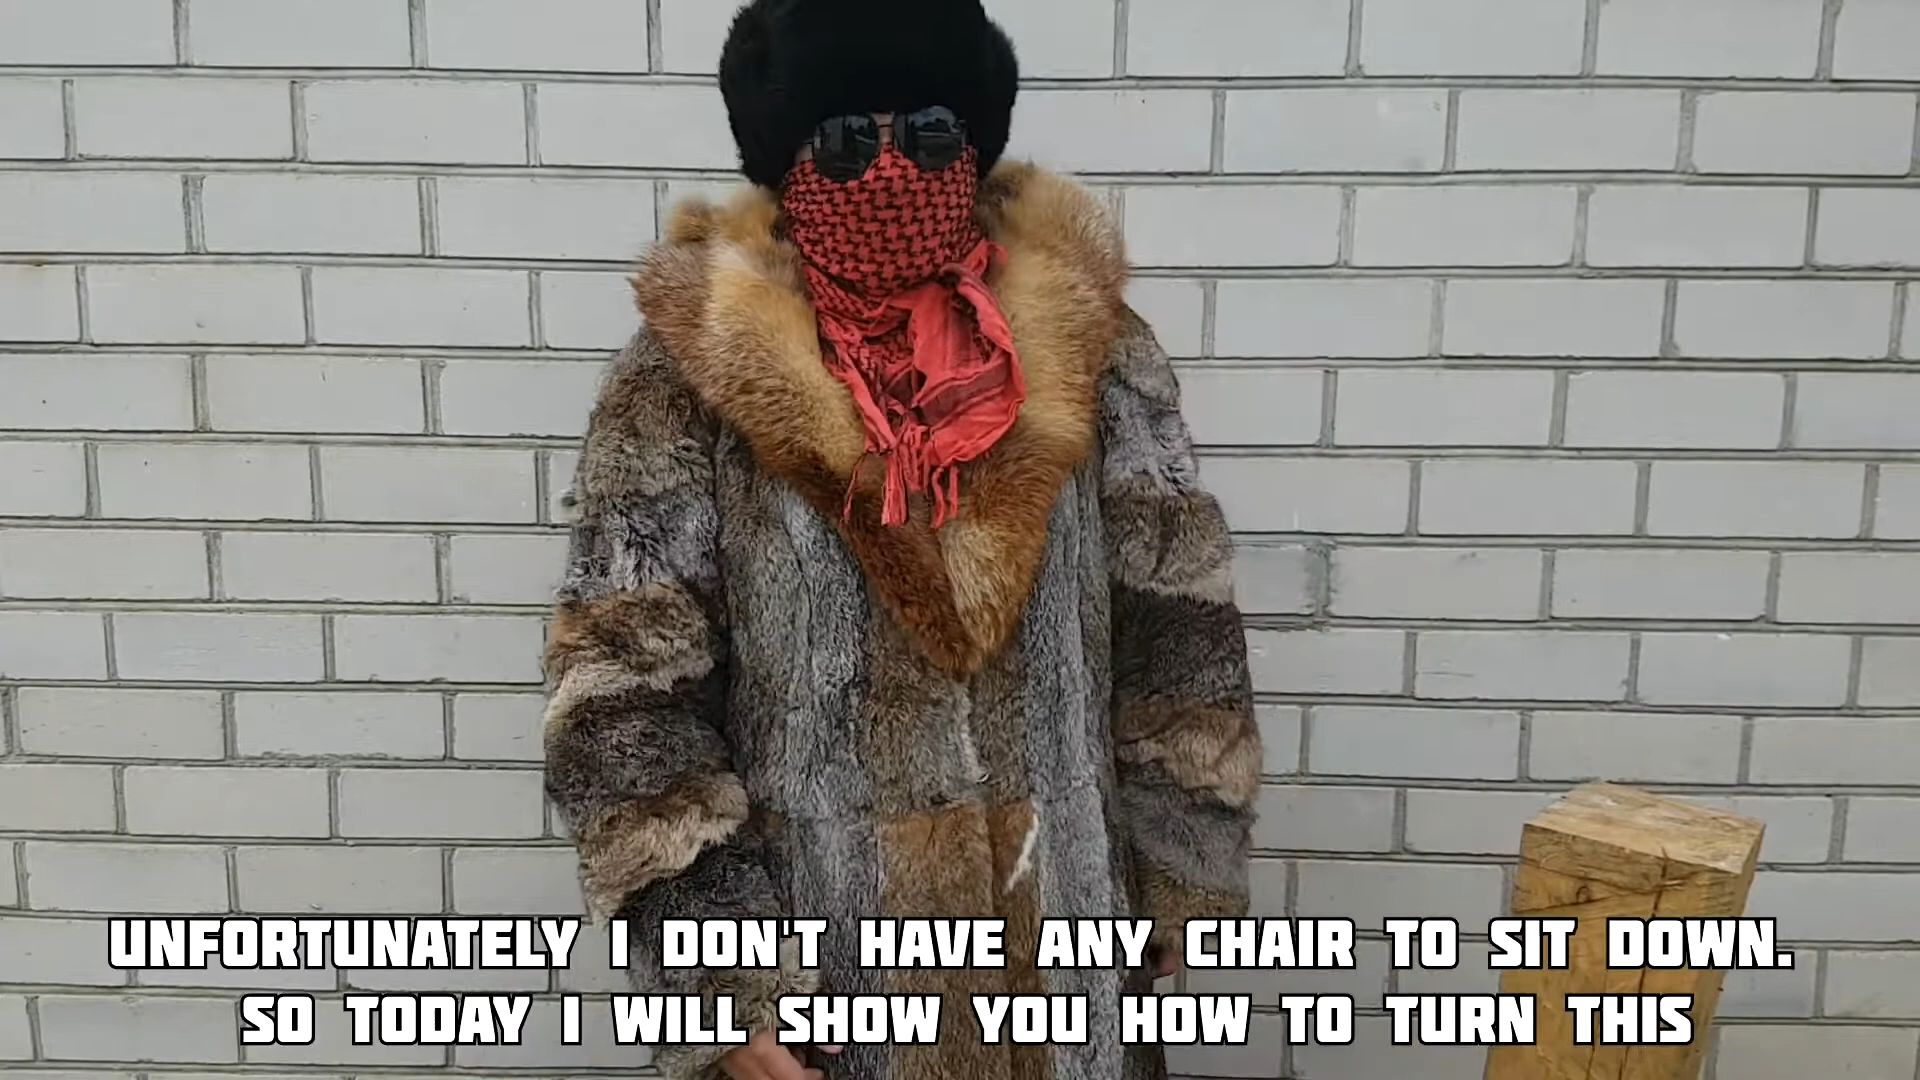 UNFORTUNATELY I DON'T HAVE ANY CHAIR TO SIT DOWN.
SO TODAY I WILL SHOW YOU HOW TO TURN THIS